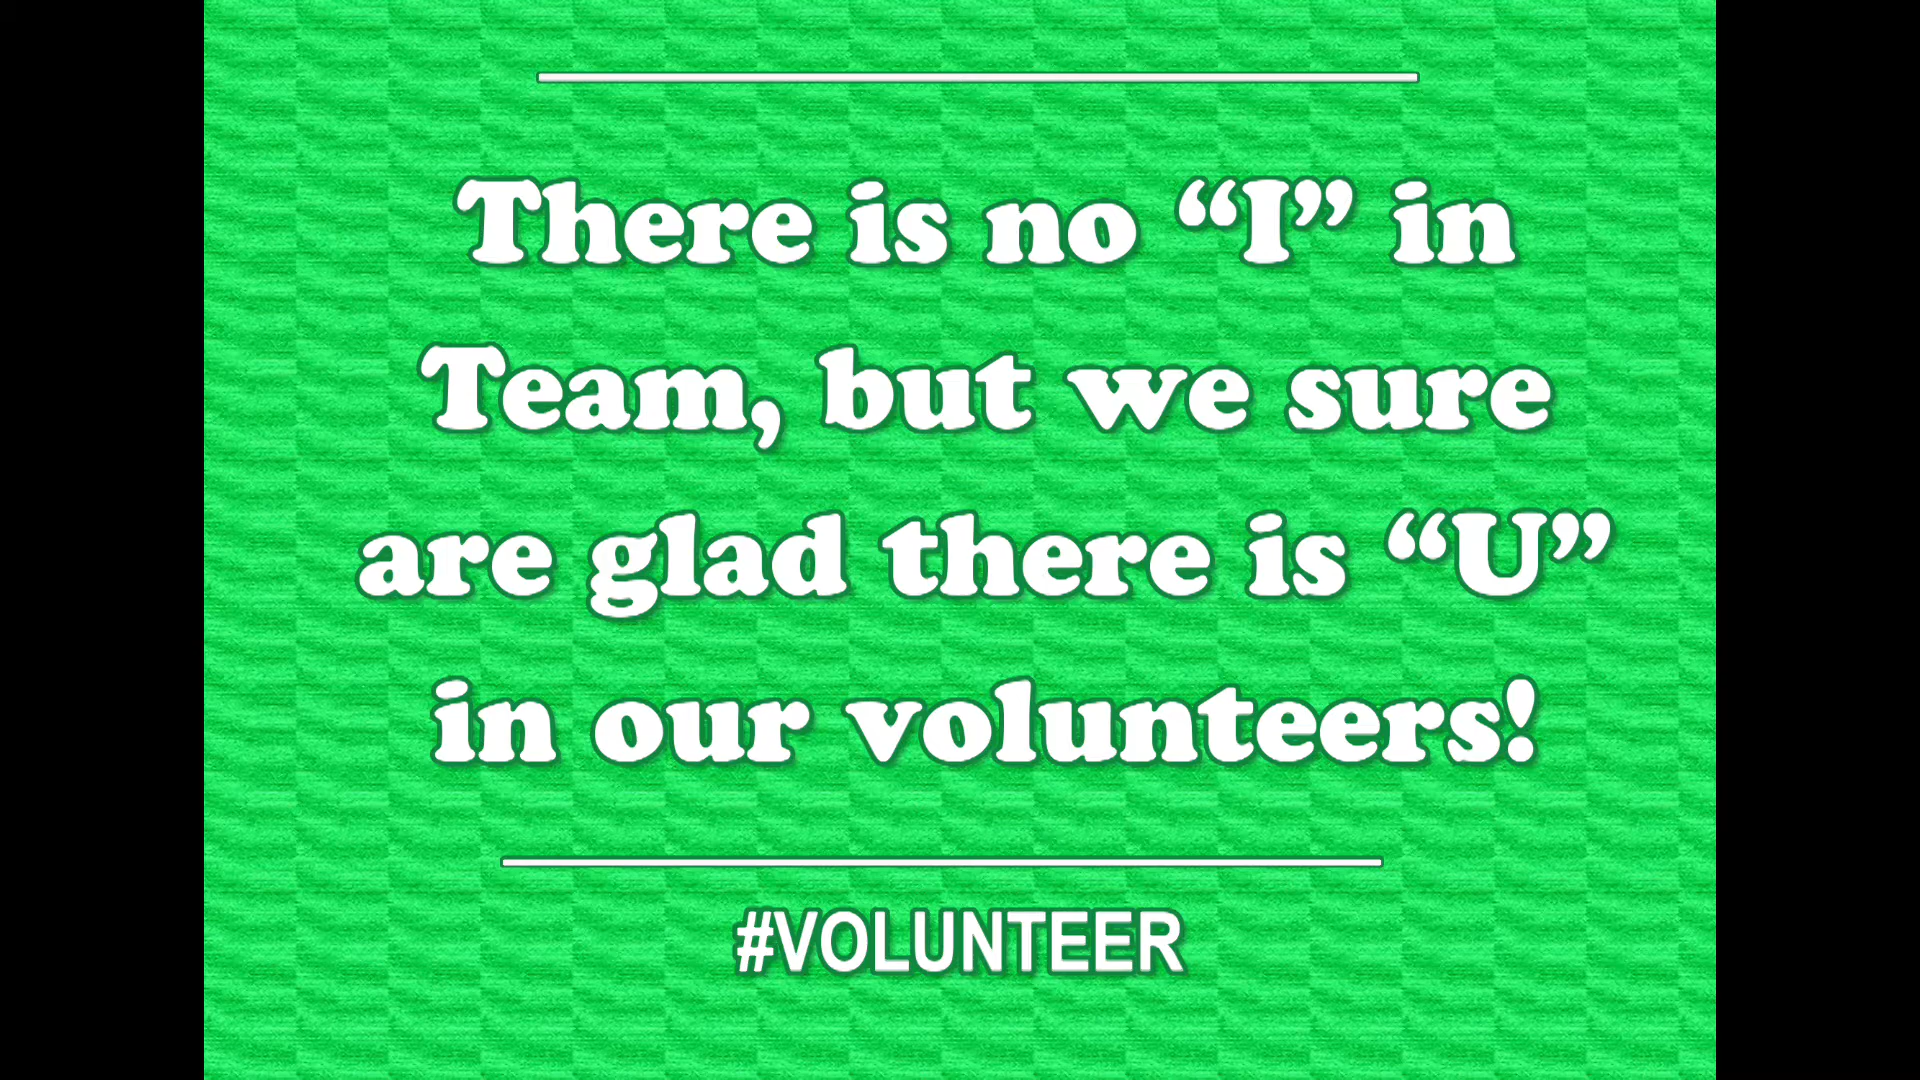 There is no “I” in
Team, but we sure
are glad there is “U”
in our volunteers!
#VOLUNTEER